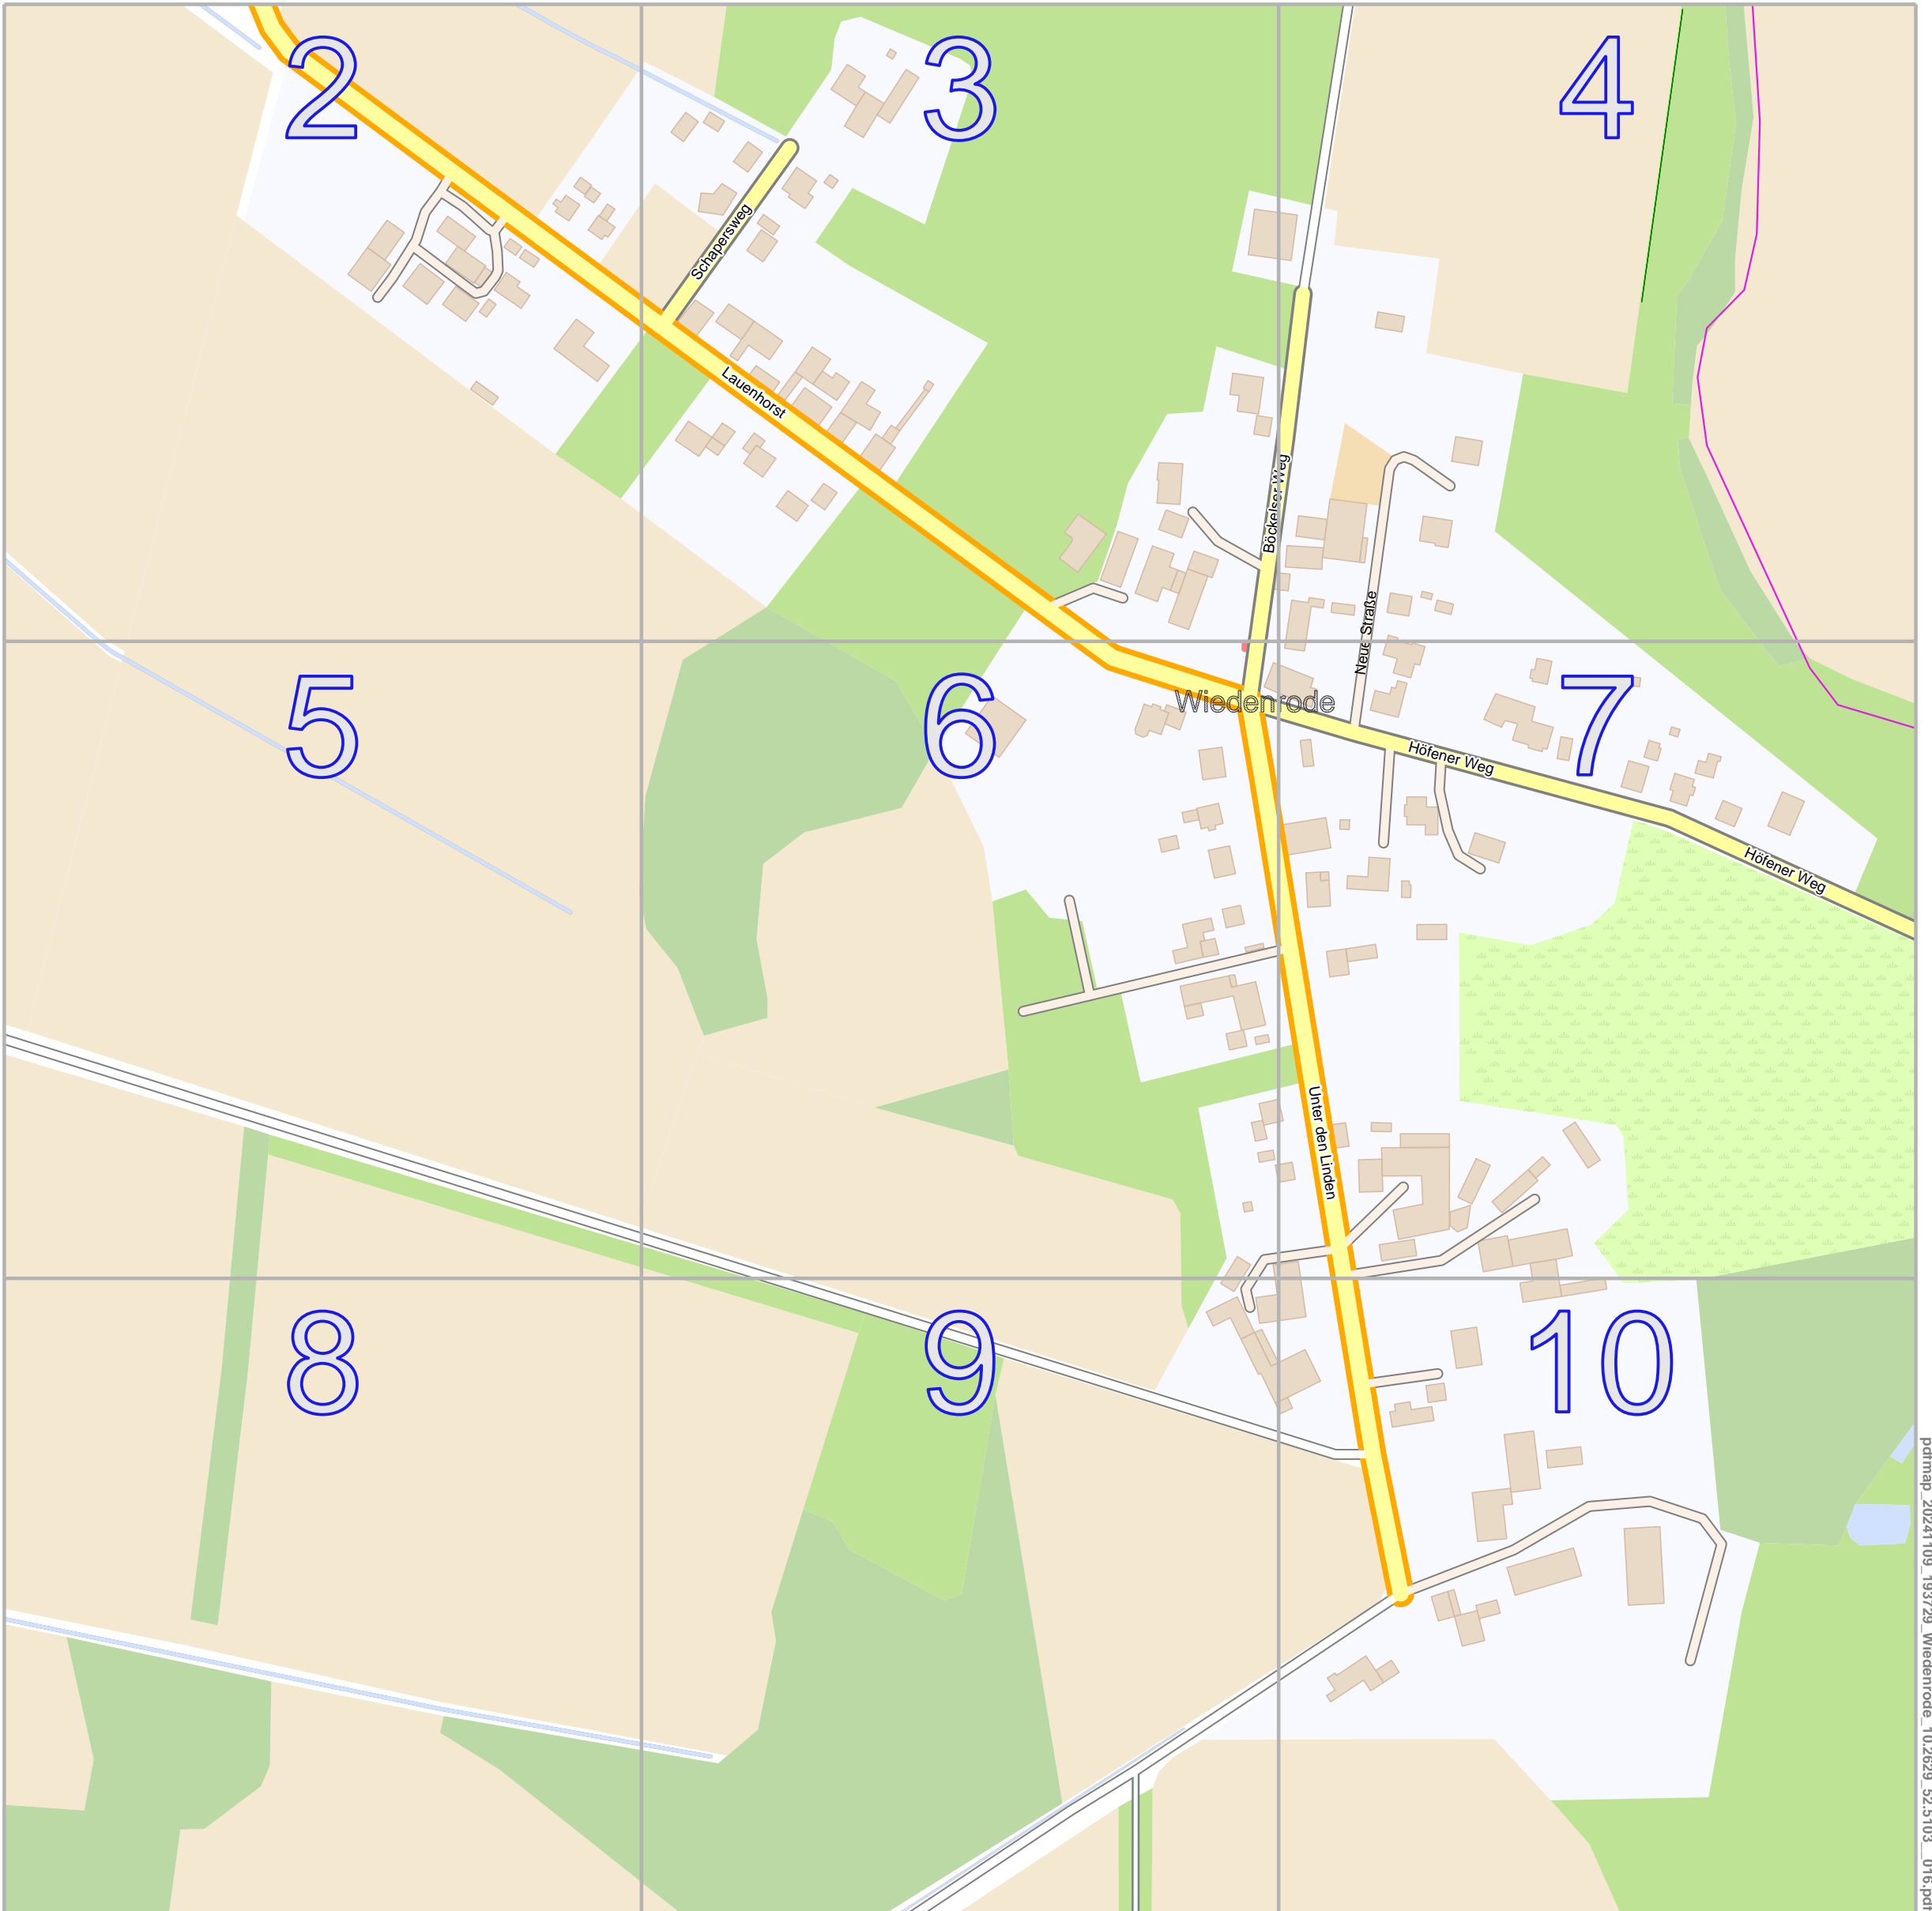 2
3
4
Schapersweg
Lauenhorst
Böckelser Weg
Neue Straße
5
6
7
Wiedenrode
Höfener Weg
Höfener Weg
Unter den Linden
8
9
10
pdfmap_20241109_193729_Wiedenrode_10.2629_52.5103__016.pdf